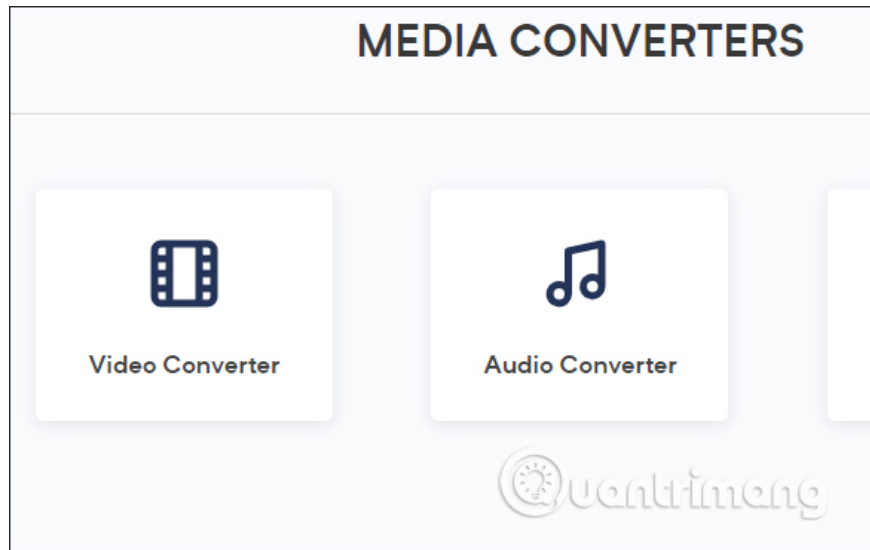 MEDIA CONVERTERS
Video Converter
Audio Converter
Quantrimang